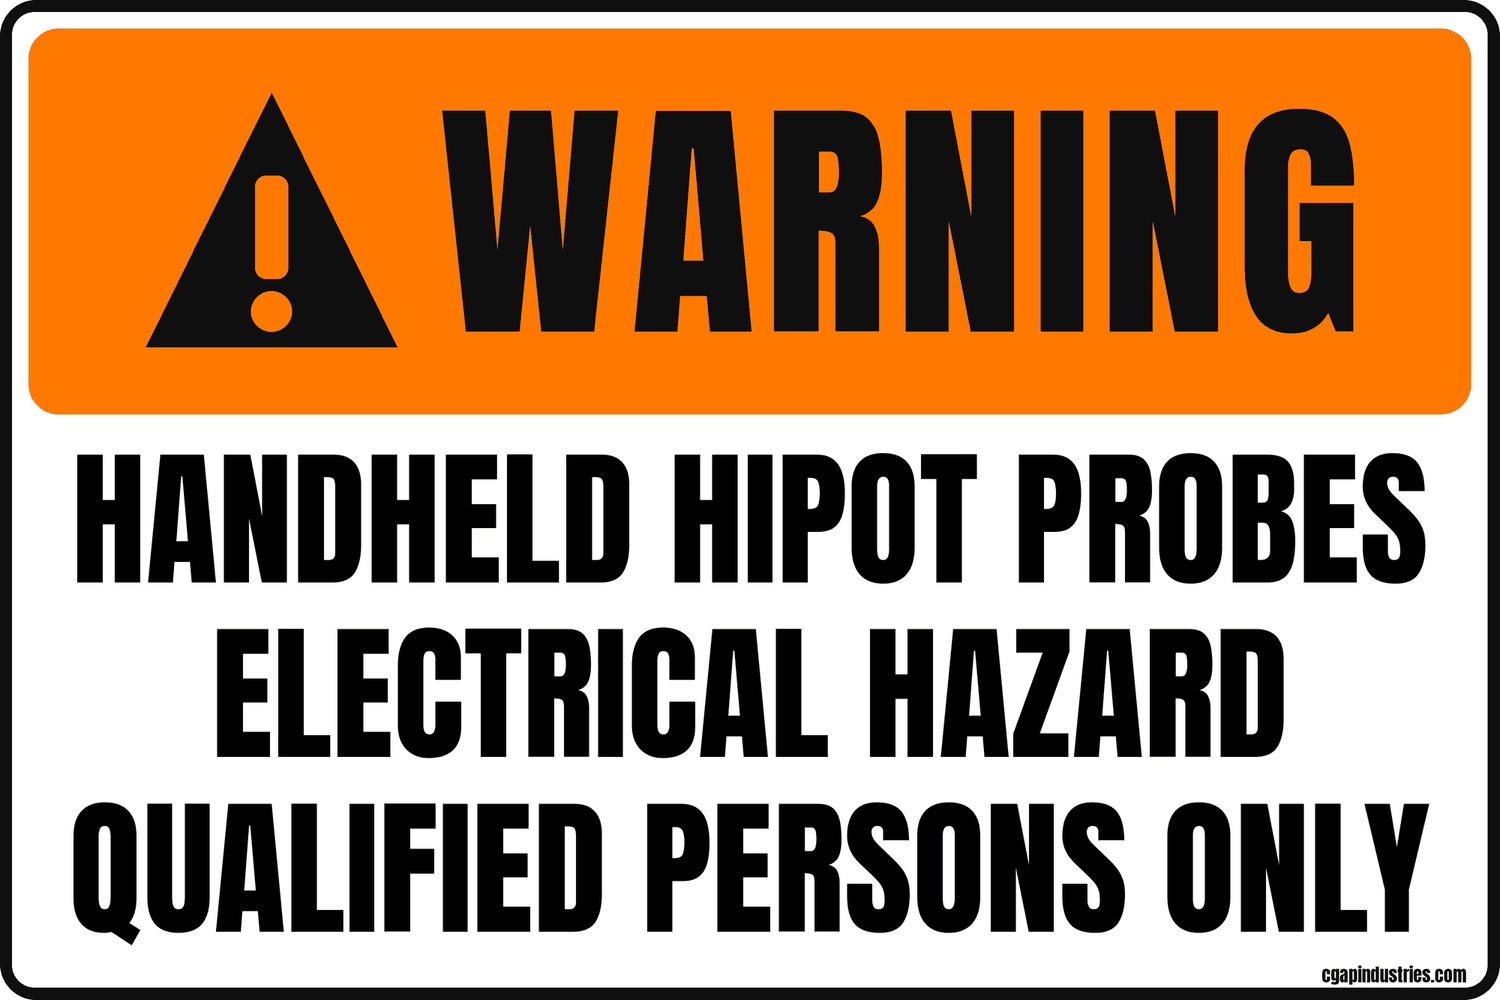 WARNING
HANDHELD HIPOT PROBES
ELECTRICAL HAZARD
QUALIFIED PERSONS ONLY
cgapindustries.com